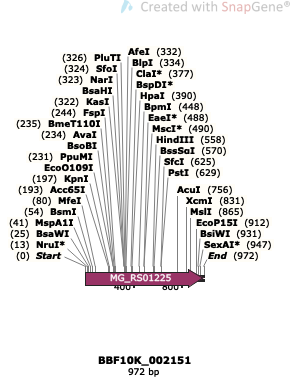 Created with SnapGene®
AfeI (332)
(326) PluTI BlpI (334)
(324) SfoI ClaI* (377)
(323) NarI BspDI*
BsaHI HpaI (390)
(322) KasI BpmI (448)
(244) FspI EaeI* (488)
(235) BmeT110I MscI* (490)
(234) AvaI HindIII (558)
BsoBI BssSαI (570)
(231) PpuMI SfcI (625)
EcoO109I PstI (629)
(197) KpnI
(193) Acc65I AcuI (756)
(80) MfeI XcmI (831)
(54) BsmI MslI (865)
(41) MspA1I EcoP15I (912)
(25) BsaWI BsiWI (931)
(13) NruI* SexAI* (947)
(0) Start End (972)
MG_RS01225
400 800
BBF10K_002151
972 bp